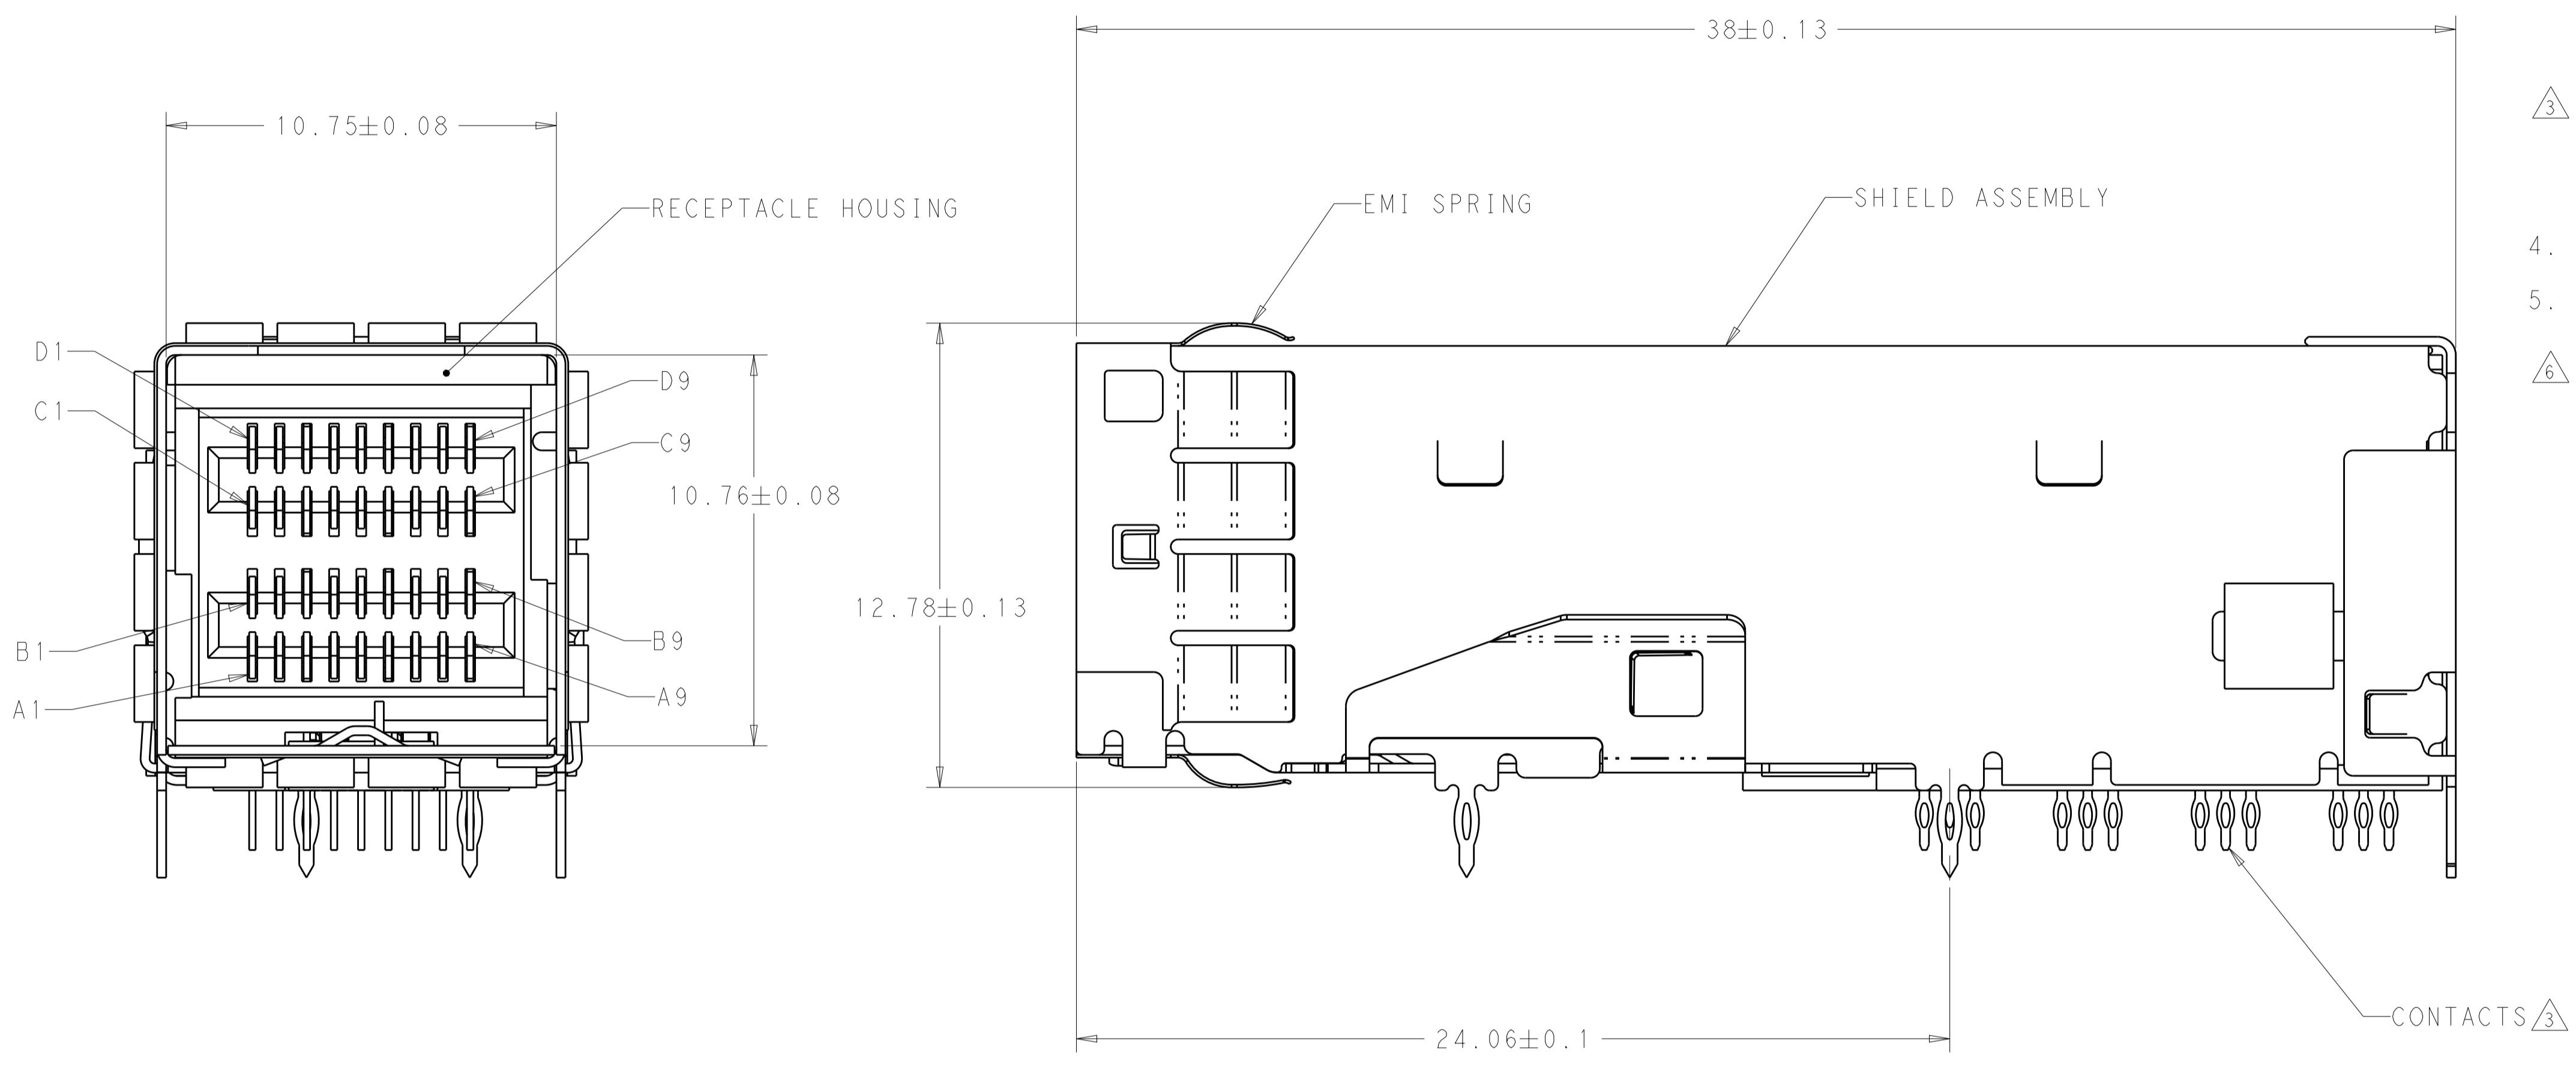 38±0.13
10.75±0.08
3
RECEPTACLE HOUSING
EMI SPRING
SHIELD ASSEMBLY
4.
5.
6
D1
D9
C1
C9
10.76±0.08
12.78±0.13
B1
B9
A1
A9
CONTACTS 3
24.06±0.1